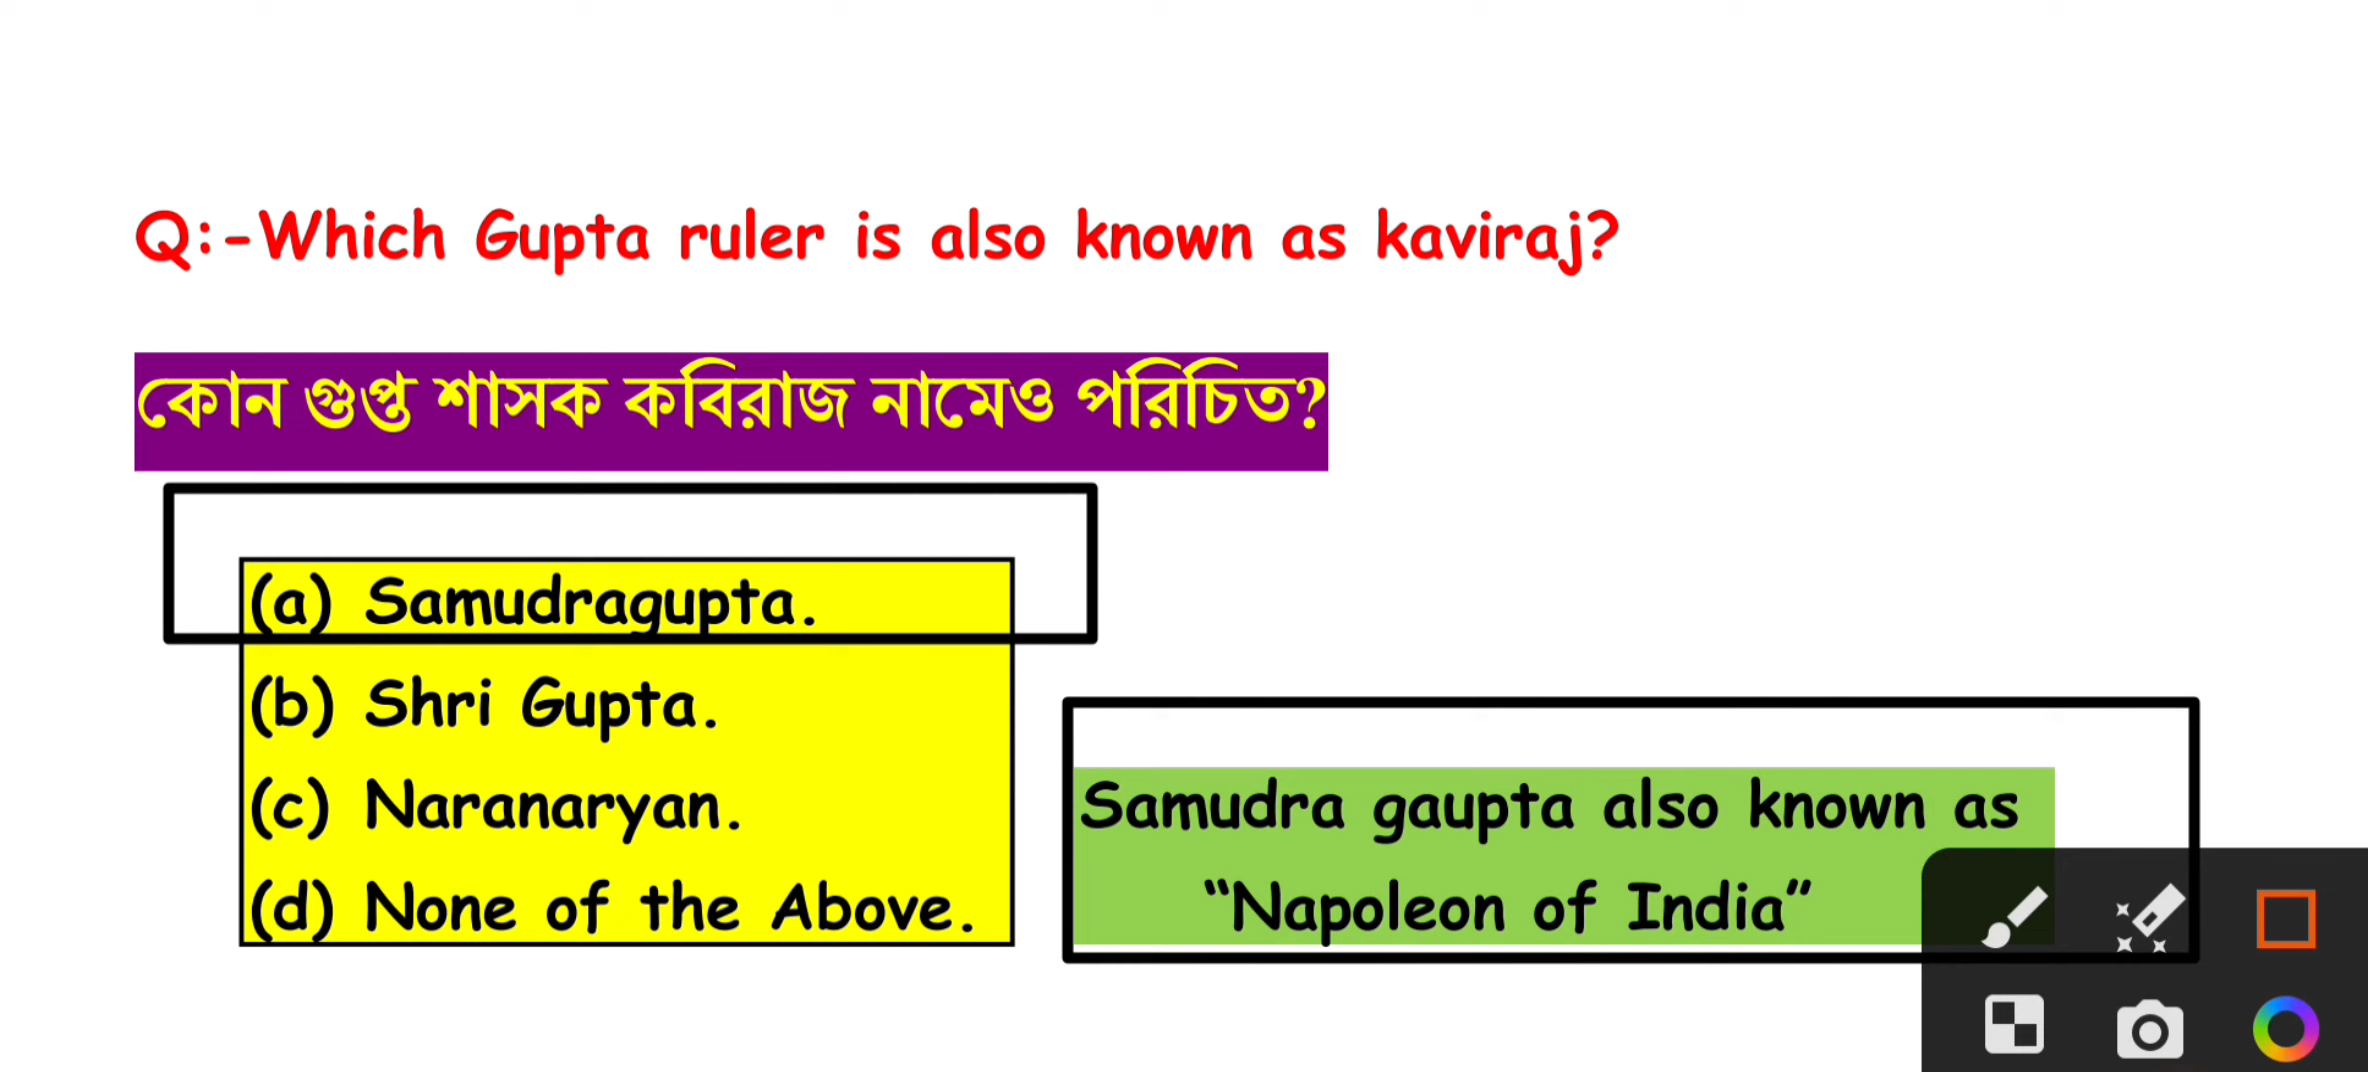 Q:-Which Gupta ruler is also known as kaviraj?
কোন গুপ্ত শাসক কবিরাজ নামেও পরিচিত?
(a) Samudragupta.
(b) Shri Gupta.
(c) Naranaryan.
(d) None of the Above.
Samudra gaupta also known as
“Napoleon of India”